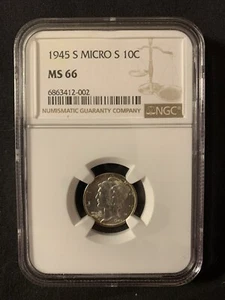 1945 S MICRO S 10C
MS 66
6863412-002
NUMISMATIC GUARANTY COMPANY
NGC